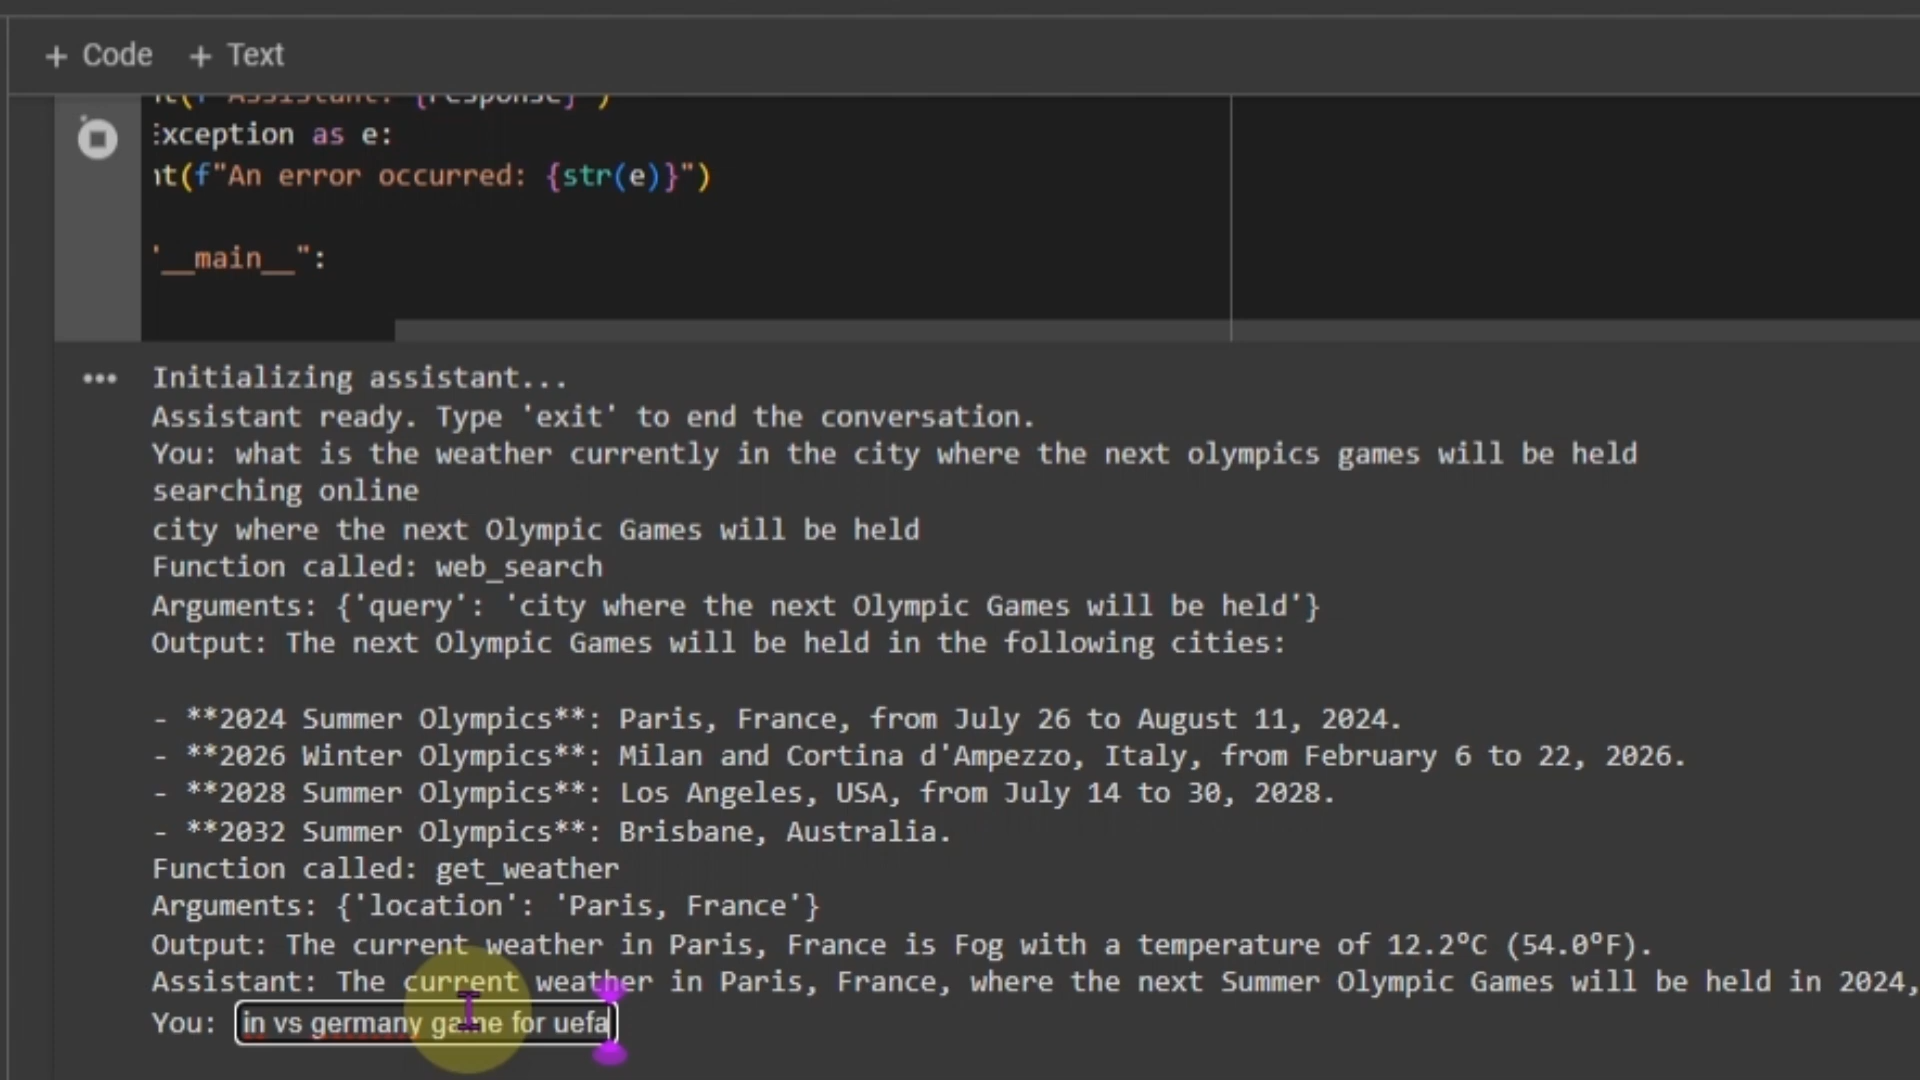 + Code + Text
nt(f"Assistant: {response}")
Exception as e:
nt(f"An error occurred: {str(e)}")
"__main__":
Initializing assistant...
Assistant ready. Type 'exit' to end the conversation.
You: what is the weather currently in the city where the next olympics games will be held
searching online
city where the next Olympic Games will be held
Function called: web_search
Arguments: {'query': 'city where the next Olympic Games will be held'}
Output: The next Olympic Games will be held in the following cities:
- **2024 Summer Olympics**: Paris, France, from July 26 to August 11, 2024.
- **2026 Winter Olympics**: Milan and Cortina d'Ampezzo, Italy, from February 6 to 22, 2026.
- **2028 Summer Olympics**: Los Angeles, USA, from July 14 to 30, 2028.
- **2032 Summer Olympics**: Brisbane, Australia.
Function called: get_weather
Arguments: {'location': 'Paris, France'}
Output: The current weather in Paris, France is Fog with a temperature of 12.2°C (54.0°F).
Assistant: The current weather in Paris, France, where the next Summer Olympic Games will be held in 2024,
You: in vs germany game for uefa